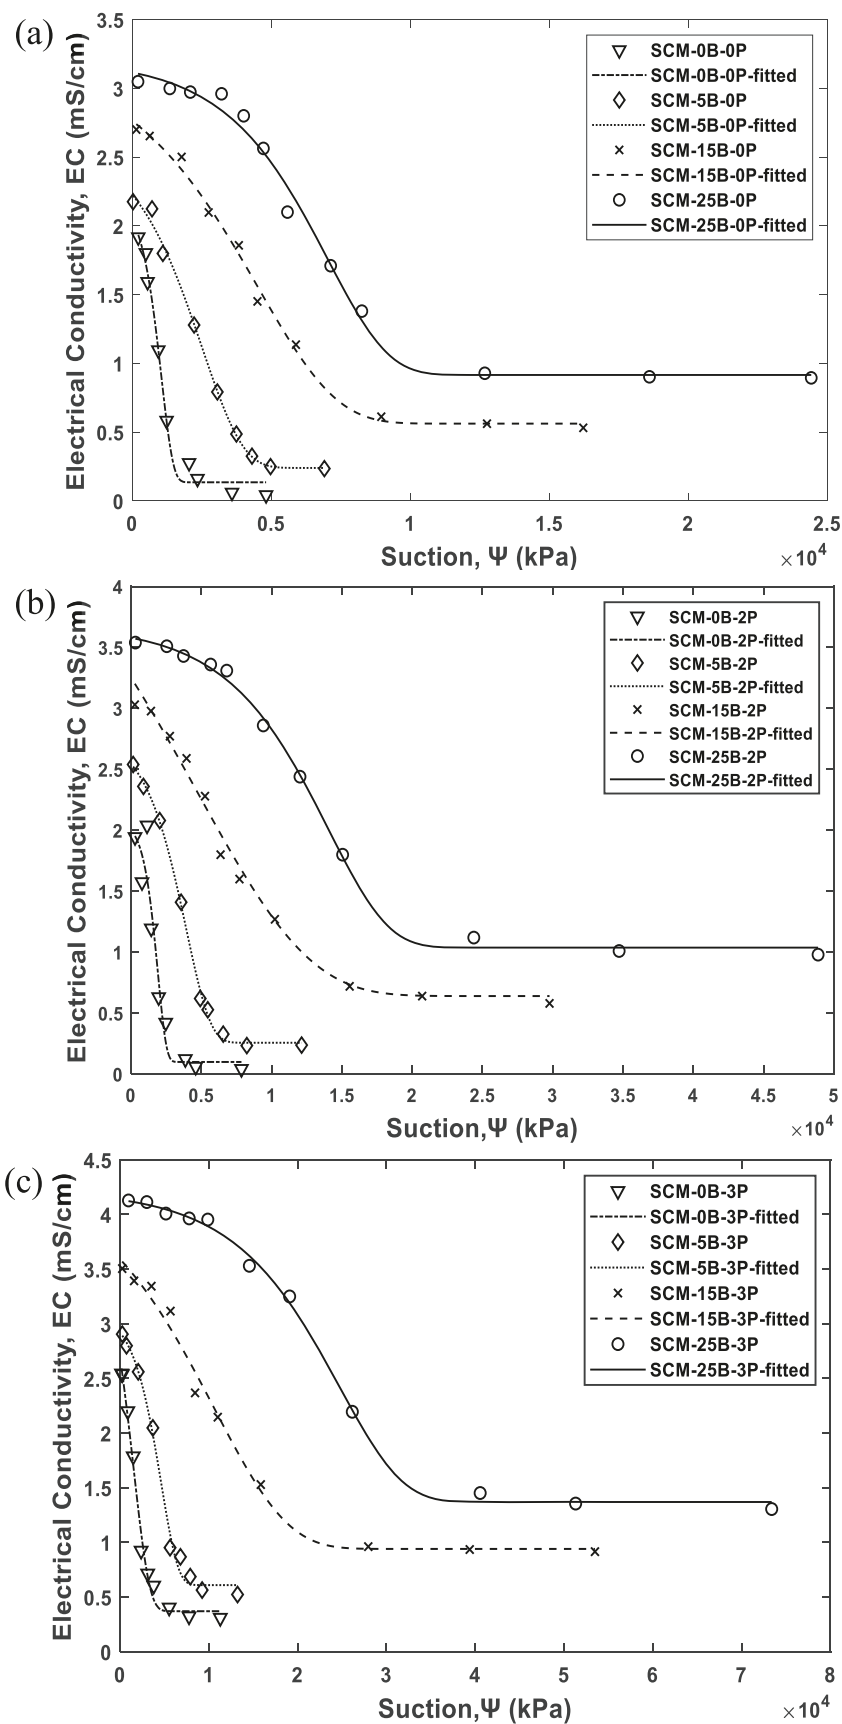 (a)
3.5
3
2.5
2
1.5
1
0.5
0
Electrical Conductivity, EC (mS/cm)
SCM-0B-0P
SCM-0B-0P-fitted
SCM-5B-0P
SCM-5B-0P-fitted
SCM-15B-0P
SCM-15B-0P-fitted
SCM-25B-0P
SCM-25B-0P-fitted
0 0.5 1 1.5 2 2.5
Suction, Ψ (kPa)
×10⁴
(b)
4
3.5
3
2.5
2
1.5
1
0.5
0
Electrical Conductivity, EC (mS/cm)
SCM-0B-2P
SCM-0B-2P-fitted
SCM-5B-2P
SCM-5B-2P-fitted
SCM-15B-2P
SCM-15B-2P-fitted
SCM-25B-2P
SCM-25B-2P-fitted
0 0.5 1 1.5 2 2.5 3 3.5 4 4.5 5
Suction,Ψ (kPa)
×10⁴
(c)
4.5
4
3.5
3
2.5
2
1.5
1
0.5
0
Electrical Conductivity, EC (mS/cm)
SCM-0B-3P
SCM-0B-3P-fitted
SCM-5B-3P
SCM-5B-3P-fitted
SCM-15B-3P
SCM-15B-3P-fitted
SCM-25B-3P
SCM-25B-3P-fitted
0 1 2 3 4 5 6 7 8
Suction,Ψ (kPa)
×10⁴